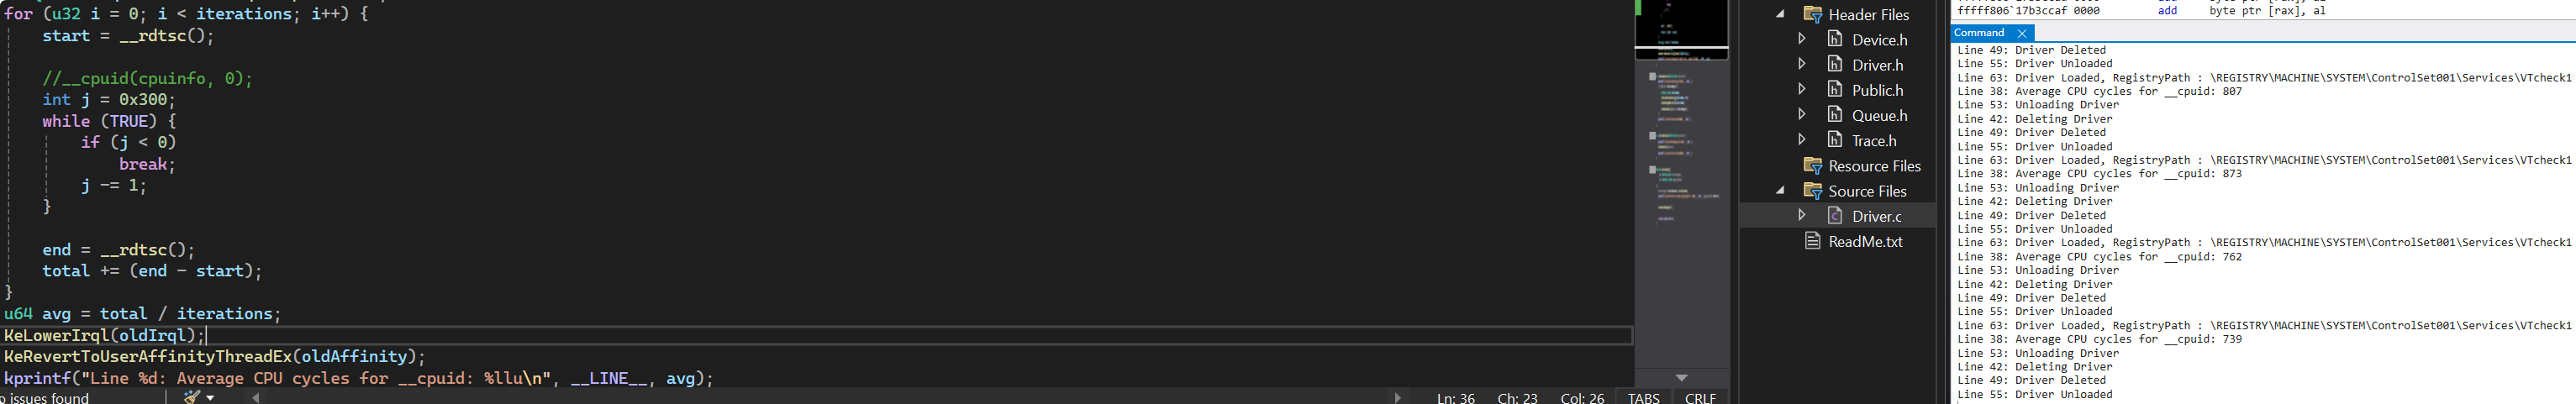 for (u32 i = 0; i < iterations; i++) {
start = __rdtsc();
//__cpuid(cpuinfo, 0);
int j = 0x300;
while (TRUE) {
if (j < 0)
break;
j -= 1;
}
end = __rdtsc();
total += (end - start);
}
u64 avg = total / iterations;
KeLowerIrql(oldIrql);
KeRevertToUserAffinityThreadEx(oldAffinity);
kprintf("Line %d: Average CPU cycles for __cpuid: %llu\n", __LINE__, avg);
o issues found
Ln: 36 Ch: 23 Col: 26 TABS CRLF
Header Files
Device.h
Driver.h
Public.h
Queue.h
Trace.h
Resource Files
Source Files
Driver.c
ReadMe.txt
fffff806`17b3ccaf 0000 add byte ptr [rax], al
Command
Line 49: Driver Deleted
Line 55: Driver Unloaded
Line 63: Driver Loaded, RegistryPath : \REGISTRY\MACHINE\SYSTEM\ControlSet001\Services\VTcheck1
Line 38: Average CPU cycles for __cpuid: 807
Line 53: Unloading Driver
Line 42: Deleting Driver
Line 49: Driver Deleted
Line 55: Driver Unloaded
Line 63: Driver Loaded, RegistryPath : \REGISTRY\MACHINE\SYSTEM\ControlSet001\Services\VTcheck1
Line 38: Average CPU cycles for __cpuid: 873
Line 53: Unloading Driver
Line 42: Deleting Driver
Line 49: Driver Deleted
Line 55: Driver Unloaded
Line 63: Driver Loaded, RegistryPath : \REGISTRY\MACHINE\SYSTEM\ControlSet001\Services\VTcheck1
Line 38: Average CPU cycles for __cpuid: 762
Line 53: Unloading Driver
Line 42: Deleting Driver
Line 49: Driver Deleted
Line 55: Driver Unloaded
Line 63: Driver Loaded, RegistryPath : \REGISTRY\MACHINE\SYSTEM\ControlSet001\Services\VTcheck1
Line 38: Average CPU cycles for __cpuid: 739
Line 53: Unloading Driver
Line 42: Deleting Driver
Line 49: Driver Deleted
Line 55: Driver Unloaded